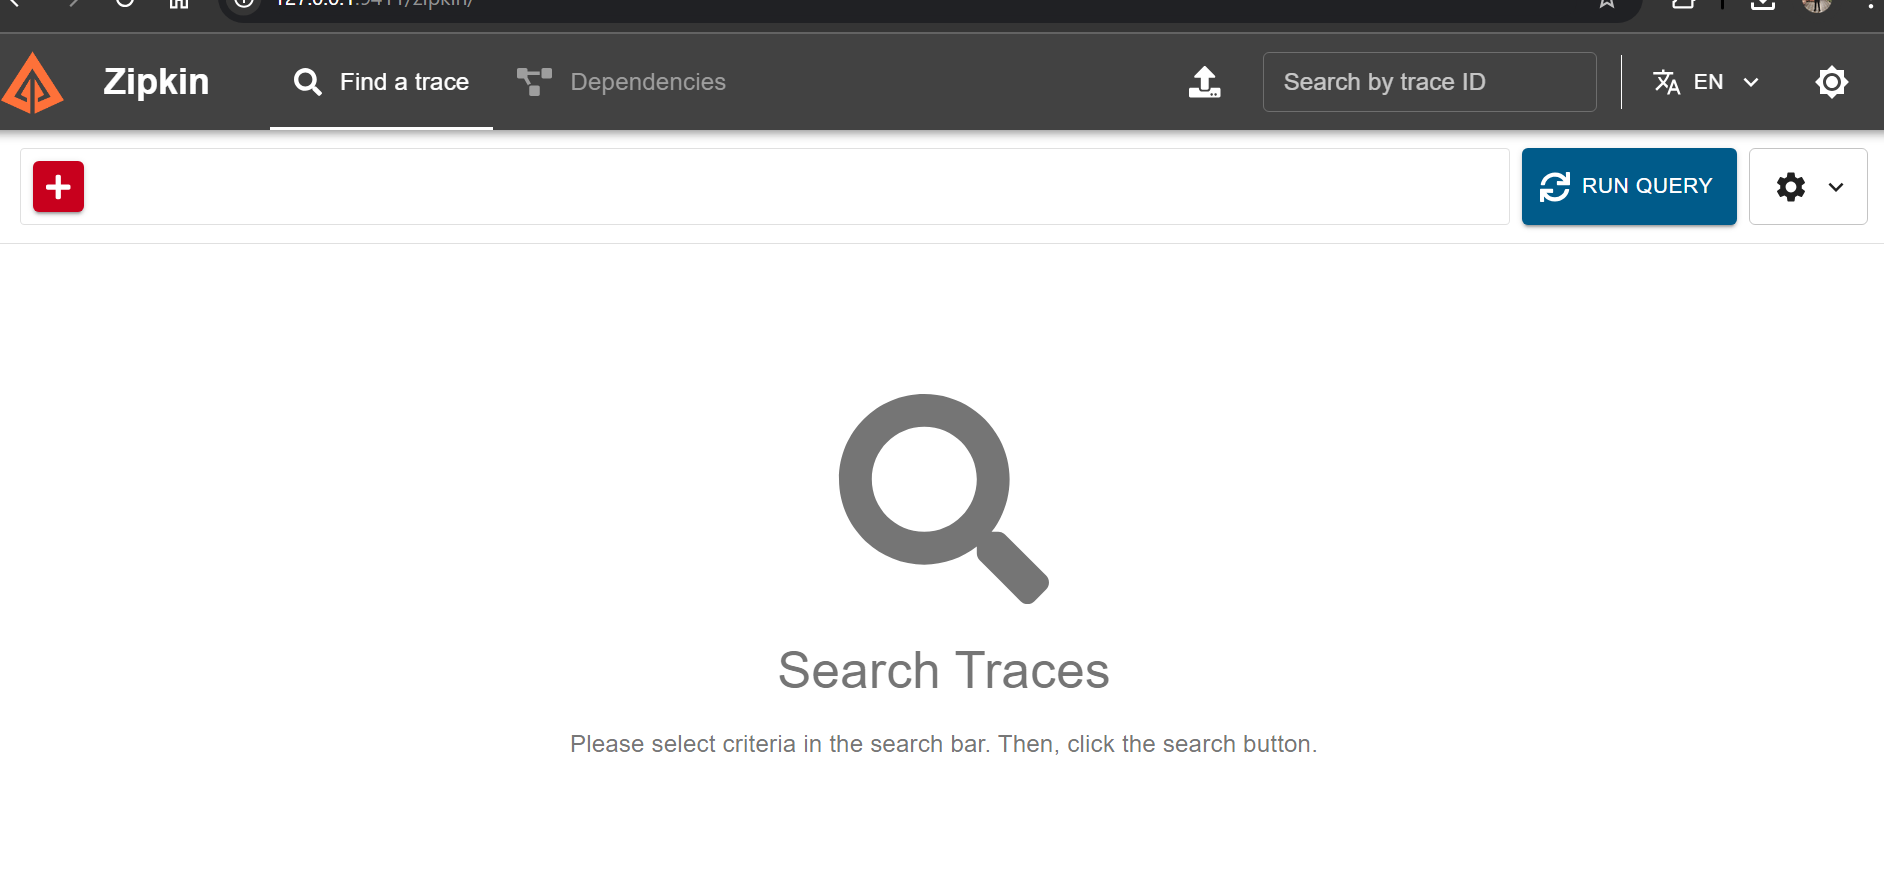 127.0.0.1:9411/zipkin/
Zipkin
Find a trace
Dependencies
Search by trace ID
EN
RUN QUERY
Search Traces
Please select criteria in the search bar. Then, click the search button.